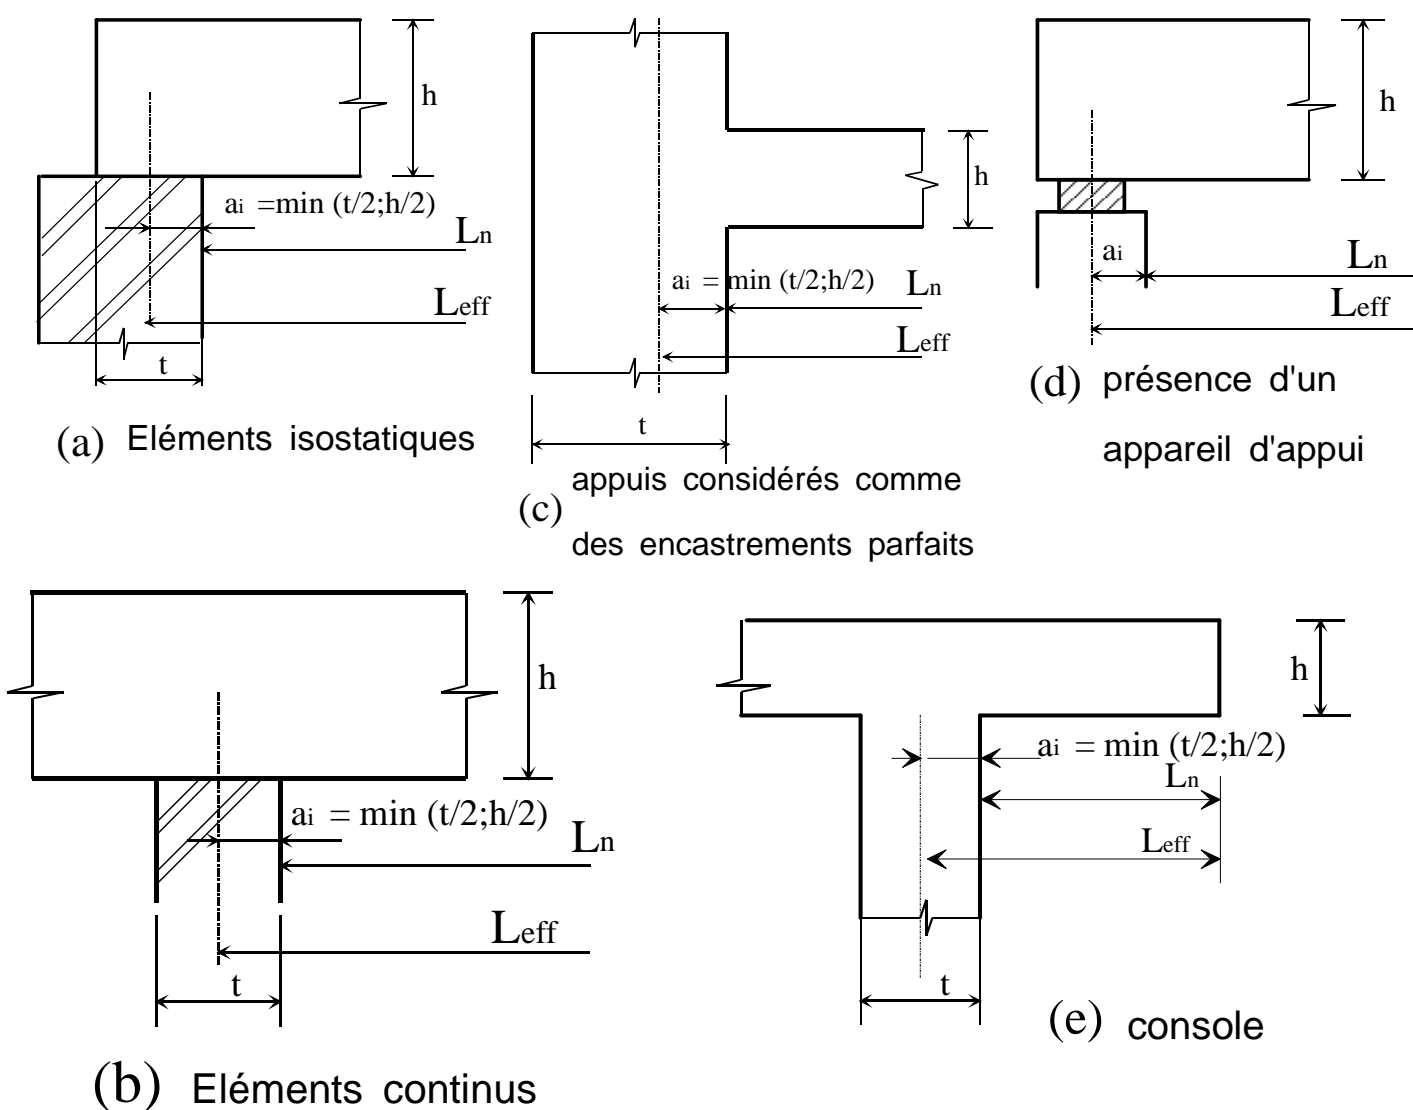 h
ai =min (t/2;h/2)
Ln
Leff
t
(a) Eléments isostatiques
h
ai = min (t/2;h/2)
Ln
Leff
t
(c) appuis considérés comme
des encastrements parfaits
h
ai
Ln
Leff
(d) présence d'un
appareil d'appui
h
ai = min (t/2;h/2)
Ln
Leff
t
(b) Eléments continus
h
ai = min (t/2;h/2)
Ln
Leff
t
(e) console